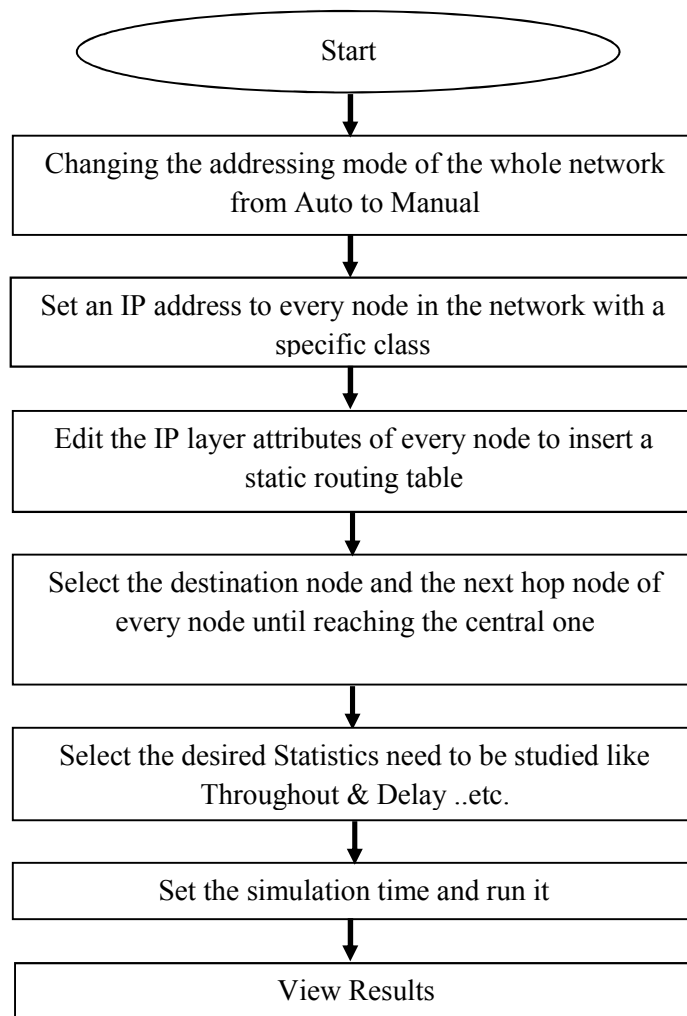 Start
Changing the addressing mode of the whole network
from Auto to Manual
Set an IP address to every node in the network with a
specific class
Edit the IP layer attributes of every node to insert a
static routing table
Select the destination node and the next hop node of
every node until reaching the central one
Select the desired Statistics need to be studied like
Throughout & Delay ..etc.
Set the simulation time and run it
View Results